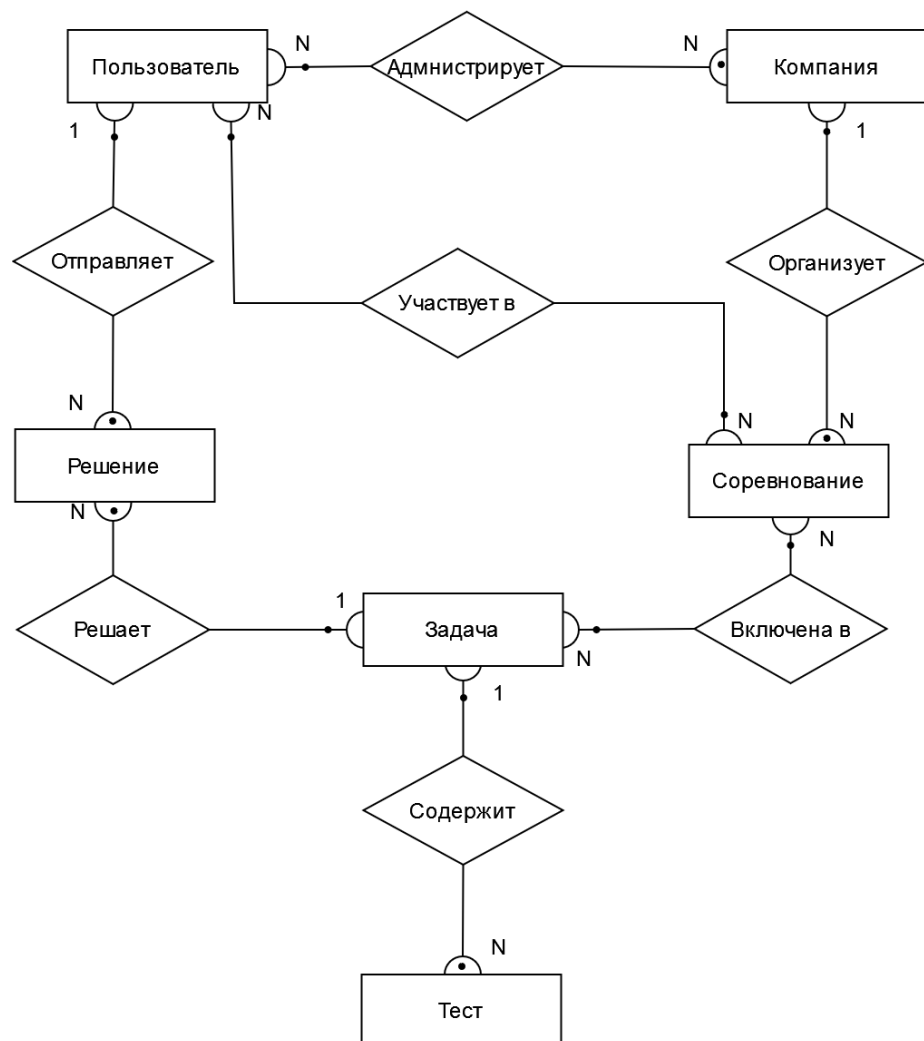 N
N
Пользователь
Адмнистрирует
Компания
1
N
1
Отправляет
Организует
Участвует в
N
N
N
Решение
Соревнование
N
N
1
Решает
Задача
Включена в
N
1
Содержит
N
Тест